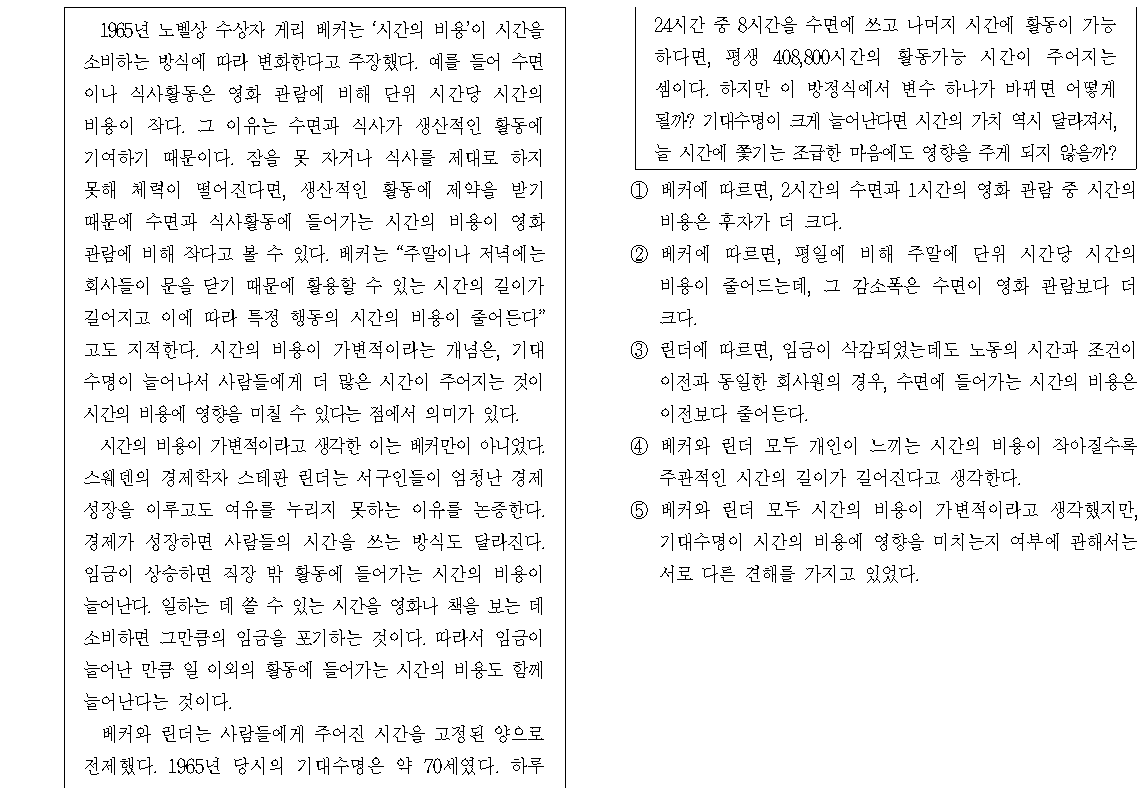 1965년 노벨상 수상자 게리 베커는 ‘시간의 비용’이 시간을
소비하는 방식에 따라 변화한다고 주장했다. 예를 들어 수면
이나 식사활동은 영화 관람에 비해 단위 시간당 시간의
비용이 작다. 그 이유는 수면과 식사가 생산적인 활동에
기여하기 때문이다. 잠을 못 자거나 식사를 제대로 하지
못해 체력이 떨어진다면, 생산적인 활동에 제약을 받기
때문에 수면과 식사활동에 들어가는 시간의 비용이 영화
관람에 비해 작다고 볼 수 있다. 베커는 “주말이나 저녁에는
회사들이 문을 닫기 때문에 활용할 수 있는 시간의 길이가
길어지고 이에 따라 특정 행동의 시간의 비용이 줄어든다”
고도 지적한다. 시간의 비용이 가변적이라는 개념은, 기대
수명이 늘어나서 사람들에게 더 많은 시간이 주어지는 것이
시간의 비용에 영향을 미칠 수 있다는 점에서 의미가 있다.
시간의 비용이 가변적이라고 생각한 이는 베커만이 아니었다.
스웨덴의 경제학자 스테판 린더는 서구인들이 엄청난 경제
성장을 이루고도 여유를 누리지 못하는 이유를 논증한다.
경제가 성장하면 사람들의 시간을 쓰는 방식도 달라진다.
임금이 상승하면 직장 밖 활동에 들어가는 시간의 비용이
늘어난다. 일하는 데 쓸 수 있는 시간을 영화나 책을 보는 데
소비하면 그만큼의 임금을 포기하는 것이다. 따라서 임금이
늘어난 만큼 일 이외의 활동에 들어가는 시간의 비용도 함께
늘어난다는 것이다.
베커와 린더는 사람들에게 주어진 시간을 고정된 양으로
전제했다. 1965년 당시의 기대수명은 약 70세였다. 하루
24시간 중 8시간을 수면에 쓰고 나머지 시간에 활동이 가능
하다면, 평생 408,800시간의 활동가능 시간이 주어지는
셈이다. 하지만 이 방정식에서 변수 하나가 바뀌면 어떻게
될까? 기대수명이 크게 늘어난다면 시간의 가치 역시 달라져서,
늘 시간에 쫓기는 조급한 마음에도 영향을 주게 되지 않을까?
① 베커에 따르면, 2시간의 수면과 1시간의 영화 관람 중 시간의
비용은 후자가 더 크다.
② 베커에 따르면, 평일에 비해 주말에 단위 시간당 시간의
비용이 줄어드는데, 그 감소폭은 수면이 영화 관람보다 더
크다.
③ 린더에 따르면, 임금이 삭감되었는데도 노동의 시간과 조건이
이전과 동일한 회사원의 경우, 수면에 들어가는 시간의 비용은
이전보다 줄어든다.
④ 베커와 린더 모두 개인이 느끼는 시간의 비용이 작아질수록
주관적인 시간의 길이가 길어진다고 생각한다.
⑤ 베커와 린더 모두 시간의 비용이 가변적이라고 생각했지만,
기대수명이 시간의 비용에 영향을 미치는지 여부에 관해서는
서로 다른 견해를 가지고 있었다.